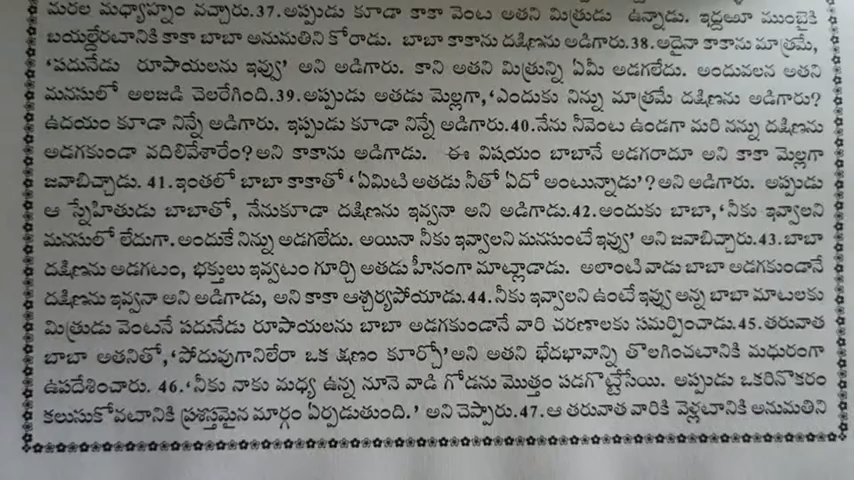 మరల మధ్యాహ్నం వచ్చారు.37.అప్పుడు కూడా కాకా వెంట అతని మిత్రుడు ఉన్నాడు. ఇద్దఱూ ముంబైకి
బయల్దేరటానికి కాకా బాబా అనుమతిని కోరాడు. బాబా కాకాను దక్షిణను అడిగారు.38.అదైనా కాకాను మాత్రమే,
‘పదునేడు రూపాయలను ఇవ్వు’ అని అడిగారు. కాని అతని మిత్రున్ని ఏమీ అడగలేదు. అందువలన అతని
మనసులో అలజడి చెలరేగింది.39.అప్పుడు అతడు మెల్లగా,‘ఎందుకు నిన్ను మాత్రమే దక్షిణను అడిగారు?
ఉదయం కూడా నిన్నే అడిగారు. ఇప్పుడు కూడా నిన్నే అడిగారు.40.నేను నీవెంట ఉండగా మరి నన్ను దక్షిణను
అడగకుండా వదిలివేశారేం?అని కాకాను అడిగాడు. ఈ విషయం బాబానే అడగరాదూ అని కాకా మెల్లగా
జవాబిచ్చాడు. 41.ఇంతలో బాబా కాకాతో ‘ఏమిటి అతడు నీతో ఏదో అంటున్నాడు’?అని అడిగారు. అప్పుడు
ఆ స్నేహితుడు బాబాతో, నేనుకూడా దక్షిణను ఇవ్వనా అని అడిగాడు.42.అందుకు బాబా,‘నీకు ఇవ్వాలని
మనసులో లేదుగా.అందుకే నిన్ను అడగలేదు. అయినా నీకు ఇవ్వాలని మనసుంటే ఇవ్వు’ అని జవాబిచ్చారు.43.బాబా
దక్షిణను అడగటం, భక్తులు ఇవ్వటం గూర్చి అతడు హీనంగా మాట్లాడాడు. అలాంటి వాడు బాబా అడగకుండానే
దక్షిణను ఇవ్వనా అని అడిగాడు, అని కాకా ఆశ్చర్యపోయాడు.44.నీకు ఇవ్వాలని ఉంటే ఇవ్వు అన్న బాబా మాటలకు
మిత్రుడు వెంటనే పదునేడు రూపాయలను బాబా అడగకుండానే వారి చరణాలకు సమర్పించాడు.45.తరువాత
బాబా అతనితో,‘పోదువుగానిలేరా ఒక క్షణం కూర్చో’అని అతని భేదభావాన్ని తొలగించటానికి మధురంగా
ఉపదేశించారు. 46.‘నీకు నాకు మధ్య ఉన్న నూనె వాడి గోడను మొత్తం పడగొట్టేసేయి. అప్పుడు ఒకరినొకరం
కలుసుకోవటానికి ప్రశస్తమైన మార్గం ఏర్పడుతుంది.’ అని చెప్పారు.47.ఆ తరువాత వారికి వెళ్లటానికి అనుమతిని